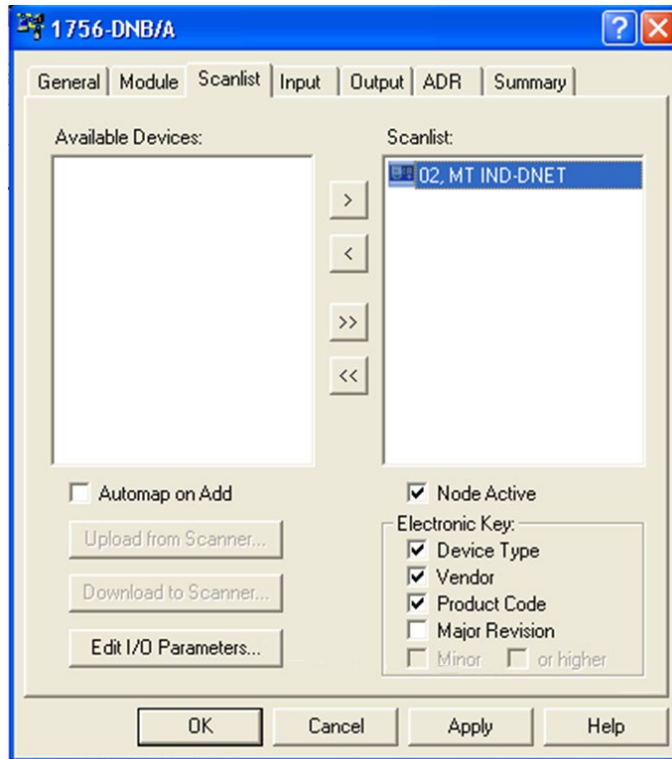 1756-DNB/A
General Module Scanlist Input Output ADR Summary
Available Devices: Scanlist:
02, MT IND-DNET
>
<
>>
<<
Automap on Add Node Active
Electronic Key:
Upload from Scanner... Device Type
Vendor
Download to Scanner... Product Code
Major Revision
Edit I/O Parameters... Minor or higher
OK Cancel Apply Help